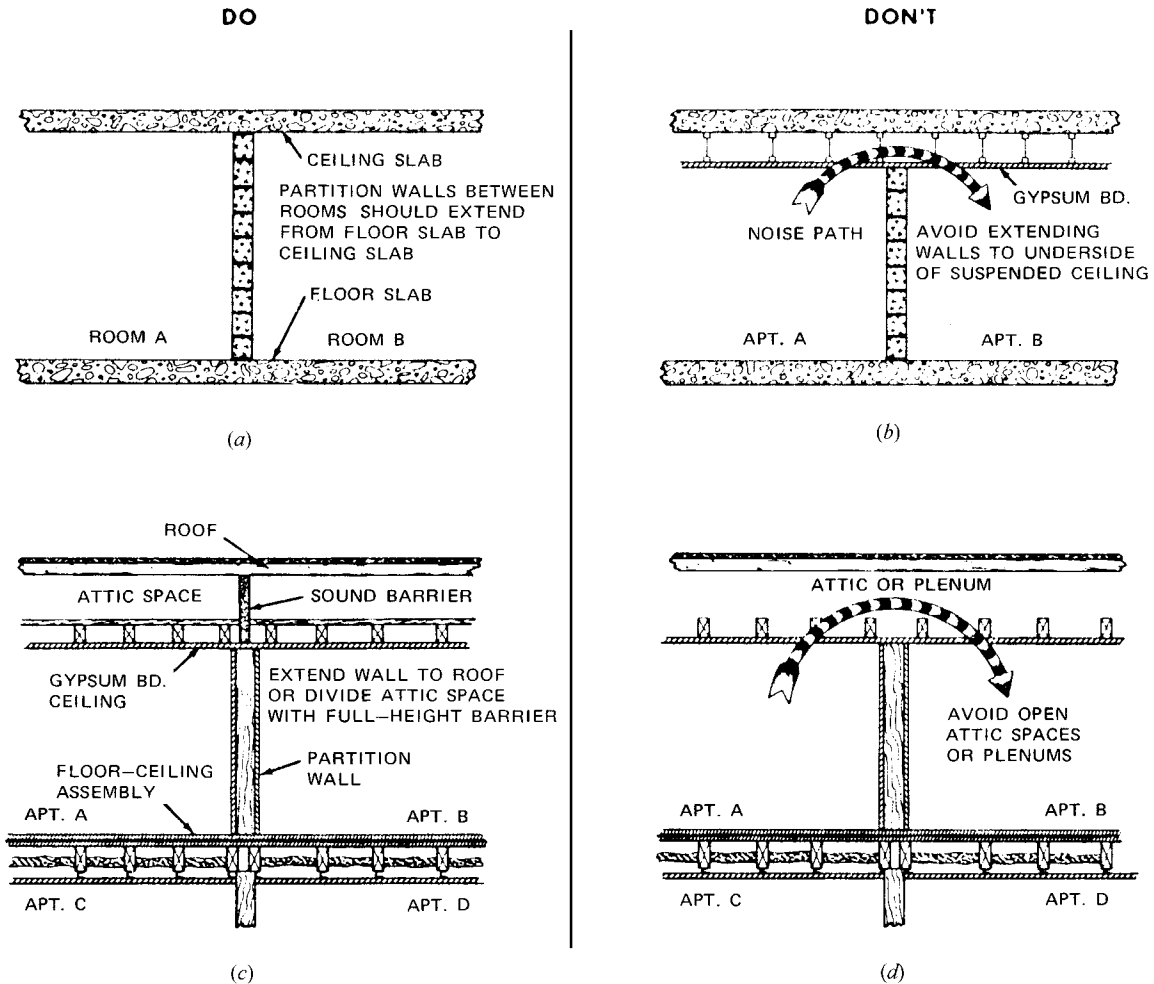 DO
DON'T
CEILING SLAB
PARTITION WALLS BETWEEN
ROOMS SHOULD EXTEND
FROM FLOOR SLAB TO
CEILING SLAB
FLOOR SLAB
ROOM A
ROOM B
(a)
GYPSUM BD.
NOISE PATH
AVOID EXTENDING
WALLS TO UNDERSIDE
OF SUSPENDED CEILING
APT. A
APT. B
(b)
ROOF
ATTIC SPACE
SOUND BARRIER
GYPSUM BD.
CEILING
EXTEND WALL TO ROOF
OR DIVIDE ATTIC SPACE
WITH FULL-HEIGHT BARRIER
PARTITION
WALL
FLOOR-CEILING
ASSEMBLY
APT. A
APT. B
APT. C
APT. D
(c)
ATTIC OR PLENUM
AVOID OPEN
ATTIC SPACES
OR PLENUMS
APT. A
APT. B
APT. C
APT. D
(d)